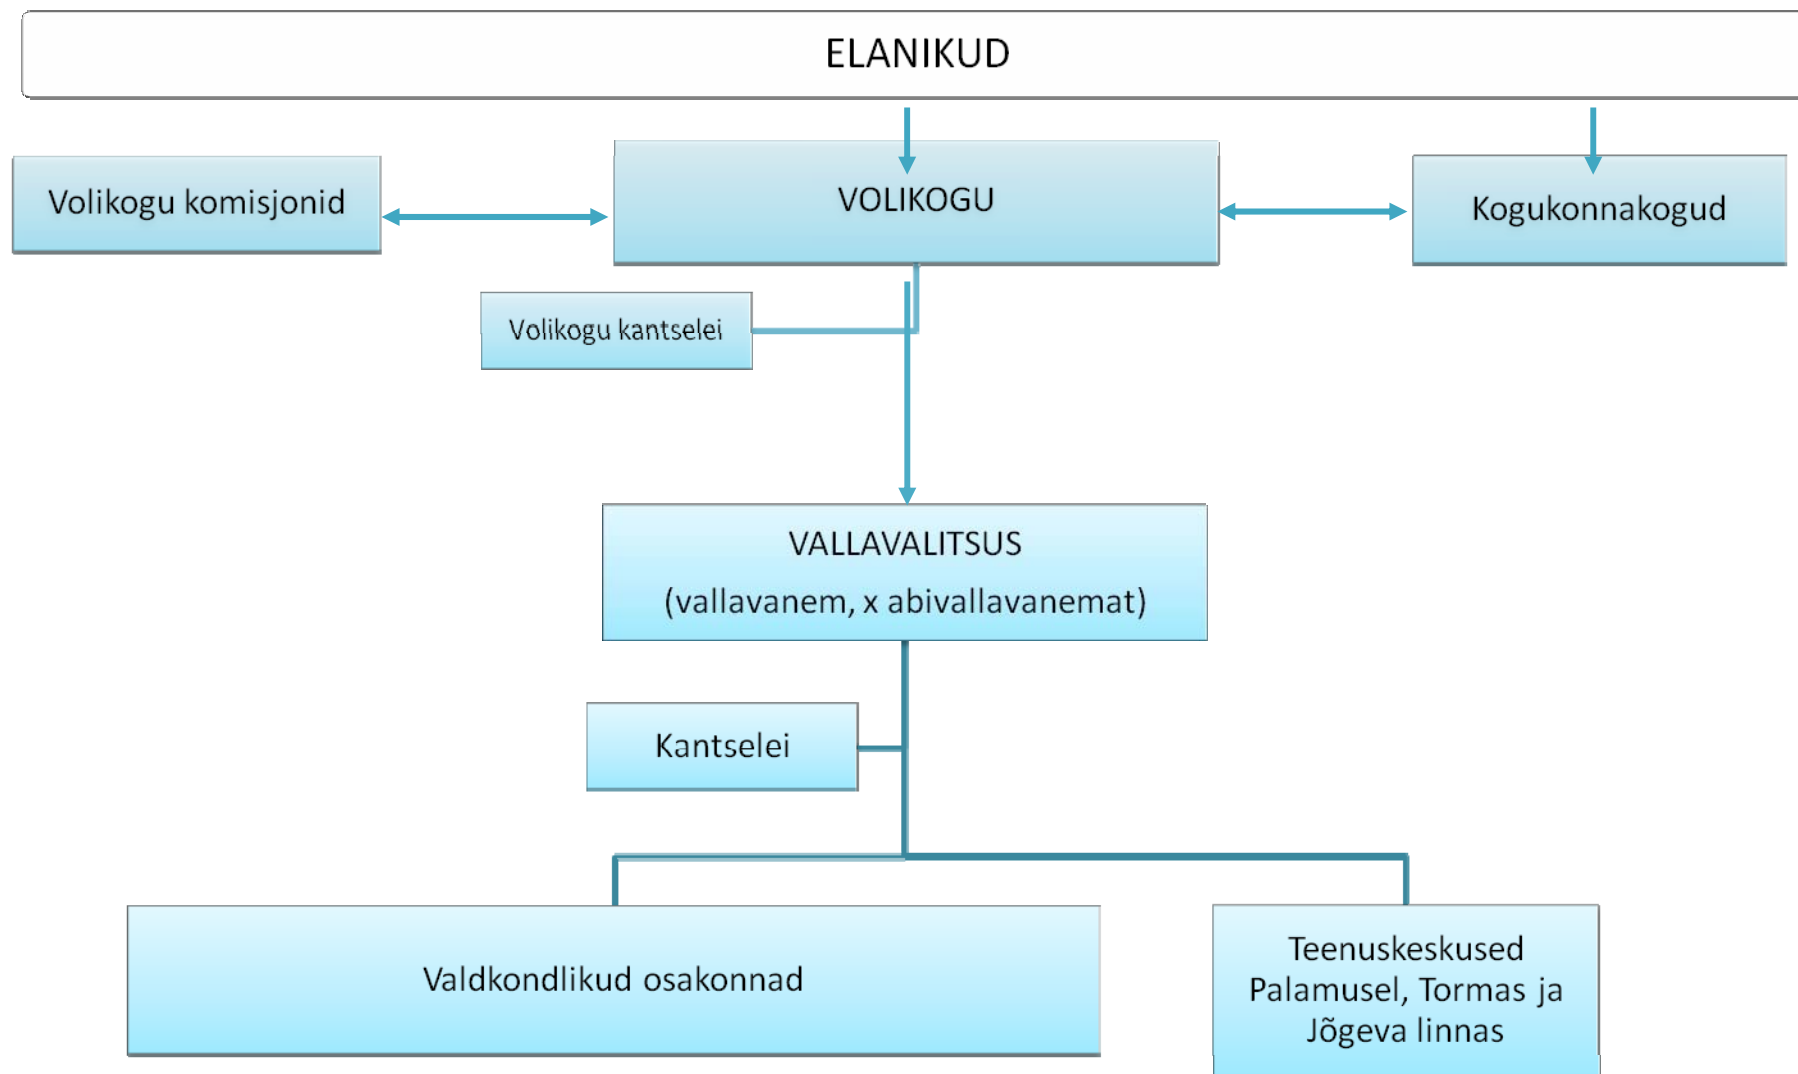 ELANIKUD
Volikogu komisjonid
VOLIKOGU
Kogukonnakogud
Volikogu kantselei
VALLAVALITSUS
(vallavanem, x abivallavanemat)
Kantselei
Valdkondlikud osakonnad
Teenuskeskused
Palamusel, Tormas ja
Jõgeva linnas